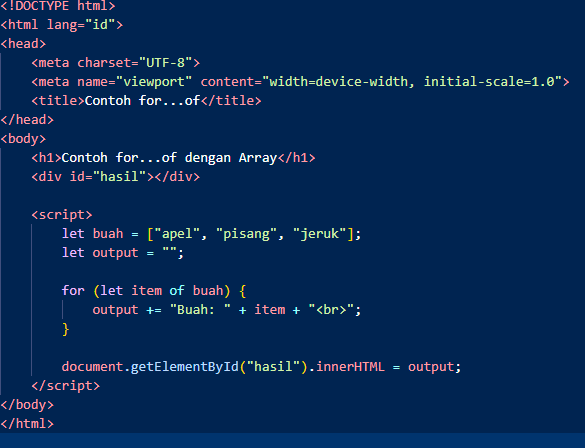 <!DOCTYPE html>
<html lang="id">
<head>
    <meta charset="UTF-8">
    <meta name="viewport" content="width=device-width, initial-scale=1.0">
    <title>Contoh for...of</title>
</head>
<body>
    <h1>Contoh for...of dengan Array</h1>
    <div id="hasil"></div>

    <script>
        let buah = ["apel", "pisang", "jeruk"];
        let output = "";

        for (let item of buah) {
            output += "Buah: " + item + "<br>";
        }

        document.getElementById("hasil").innerHTML = output;
    </script>
</body>
</html>